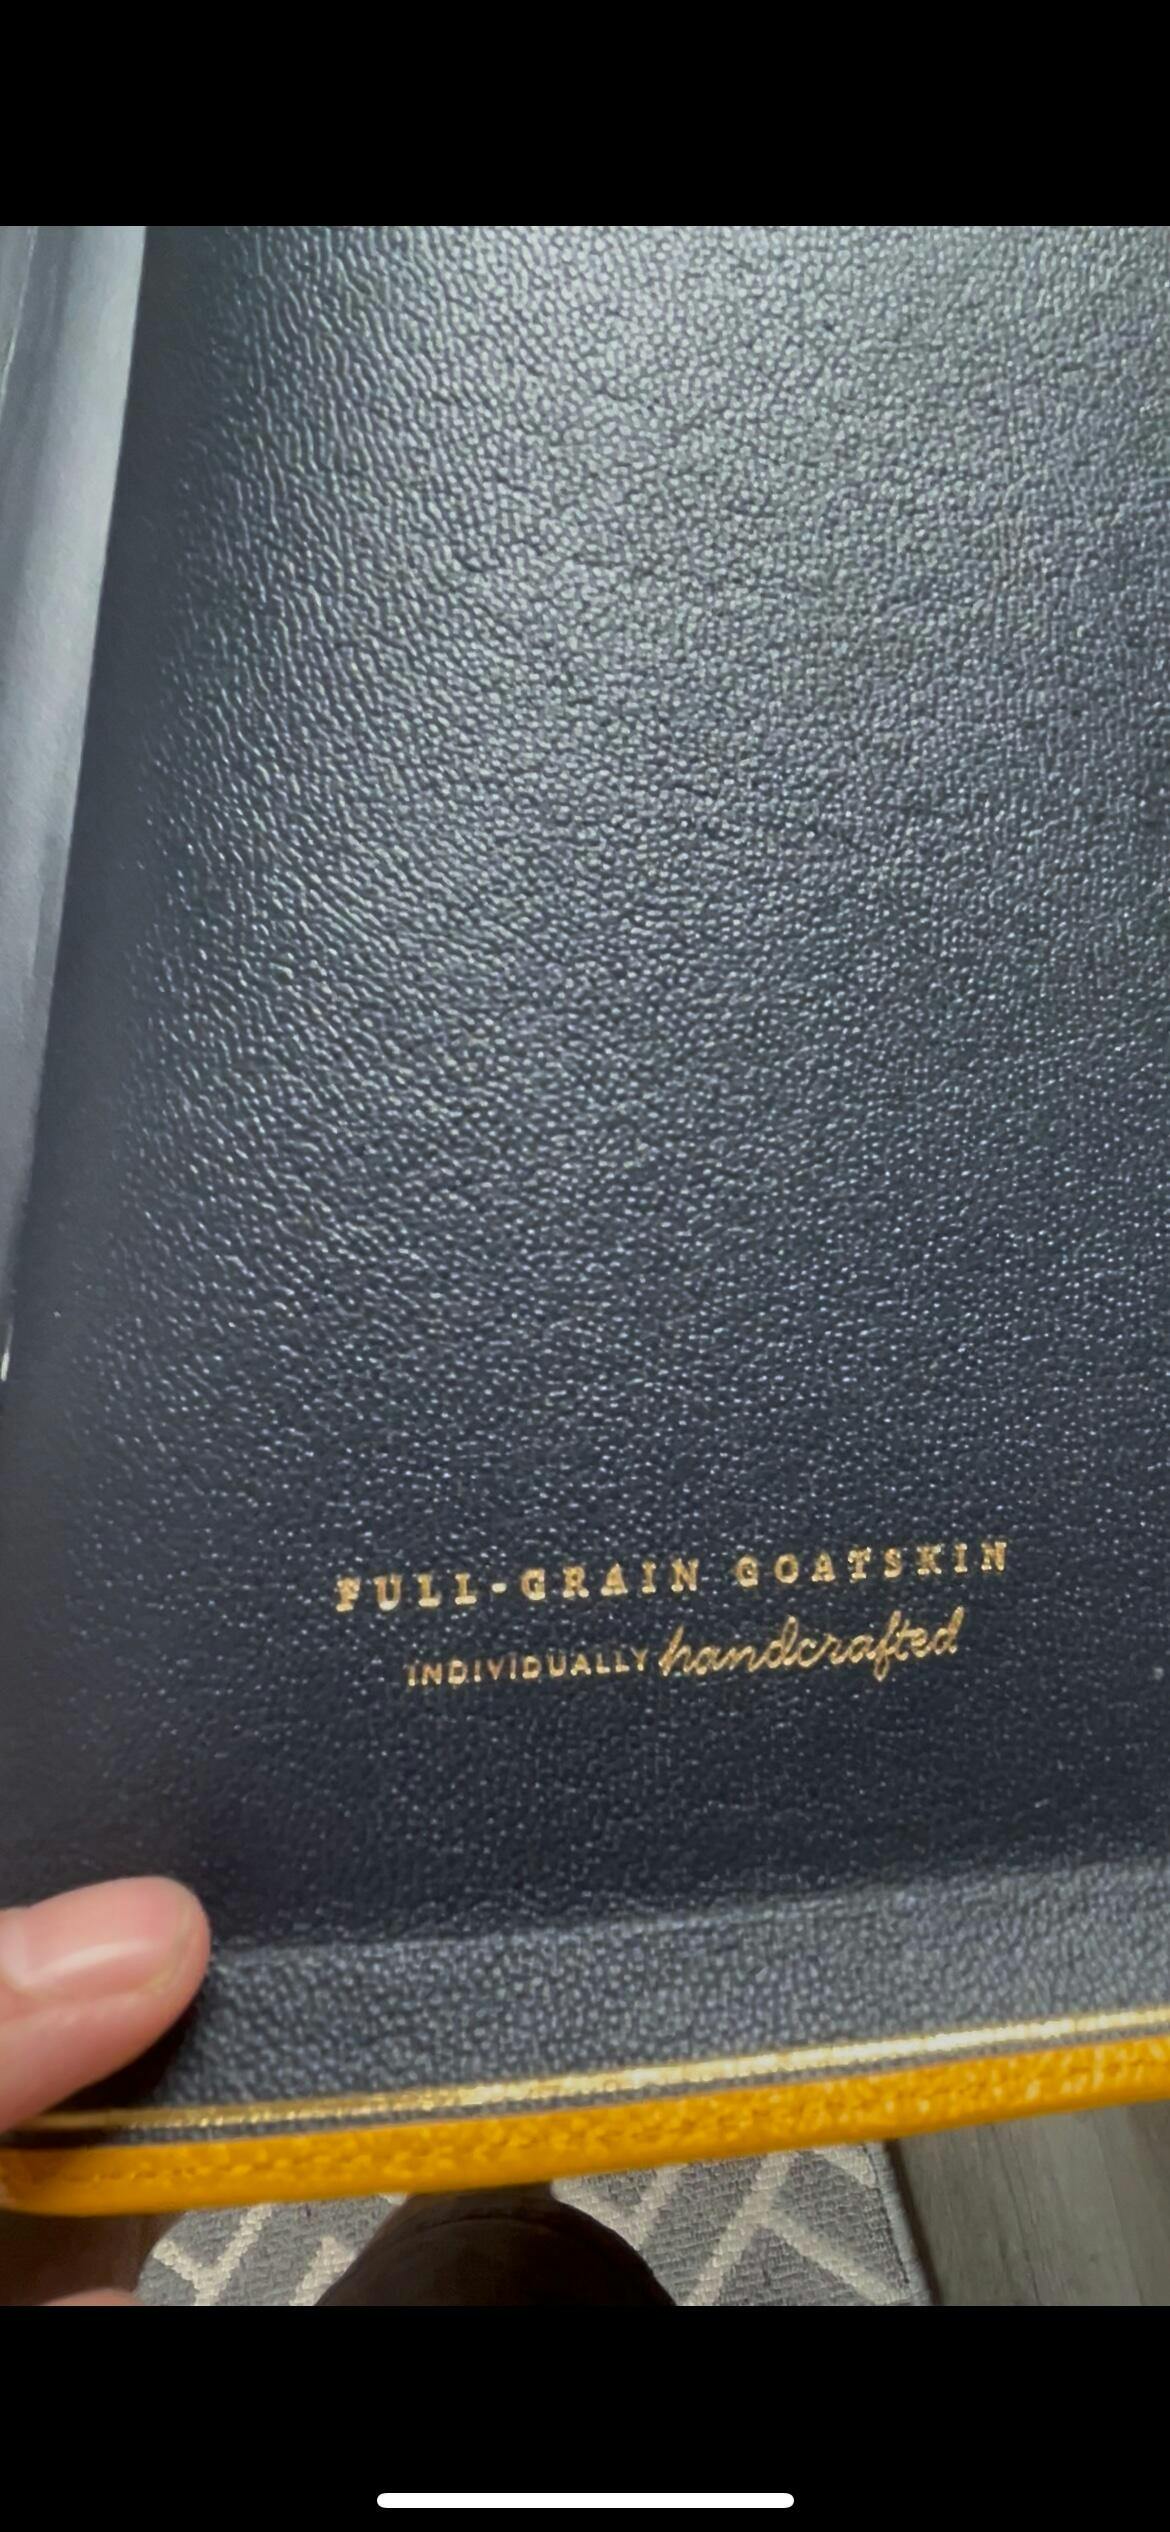 FULL-GRAIN GOATSKIN
INDIVIDUALLY handcrafted